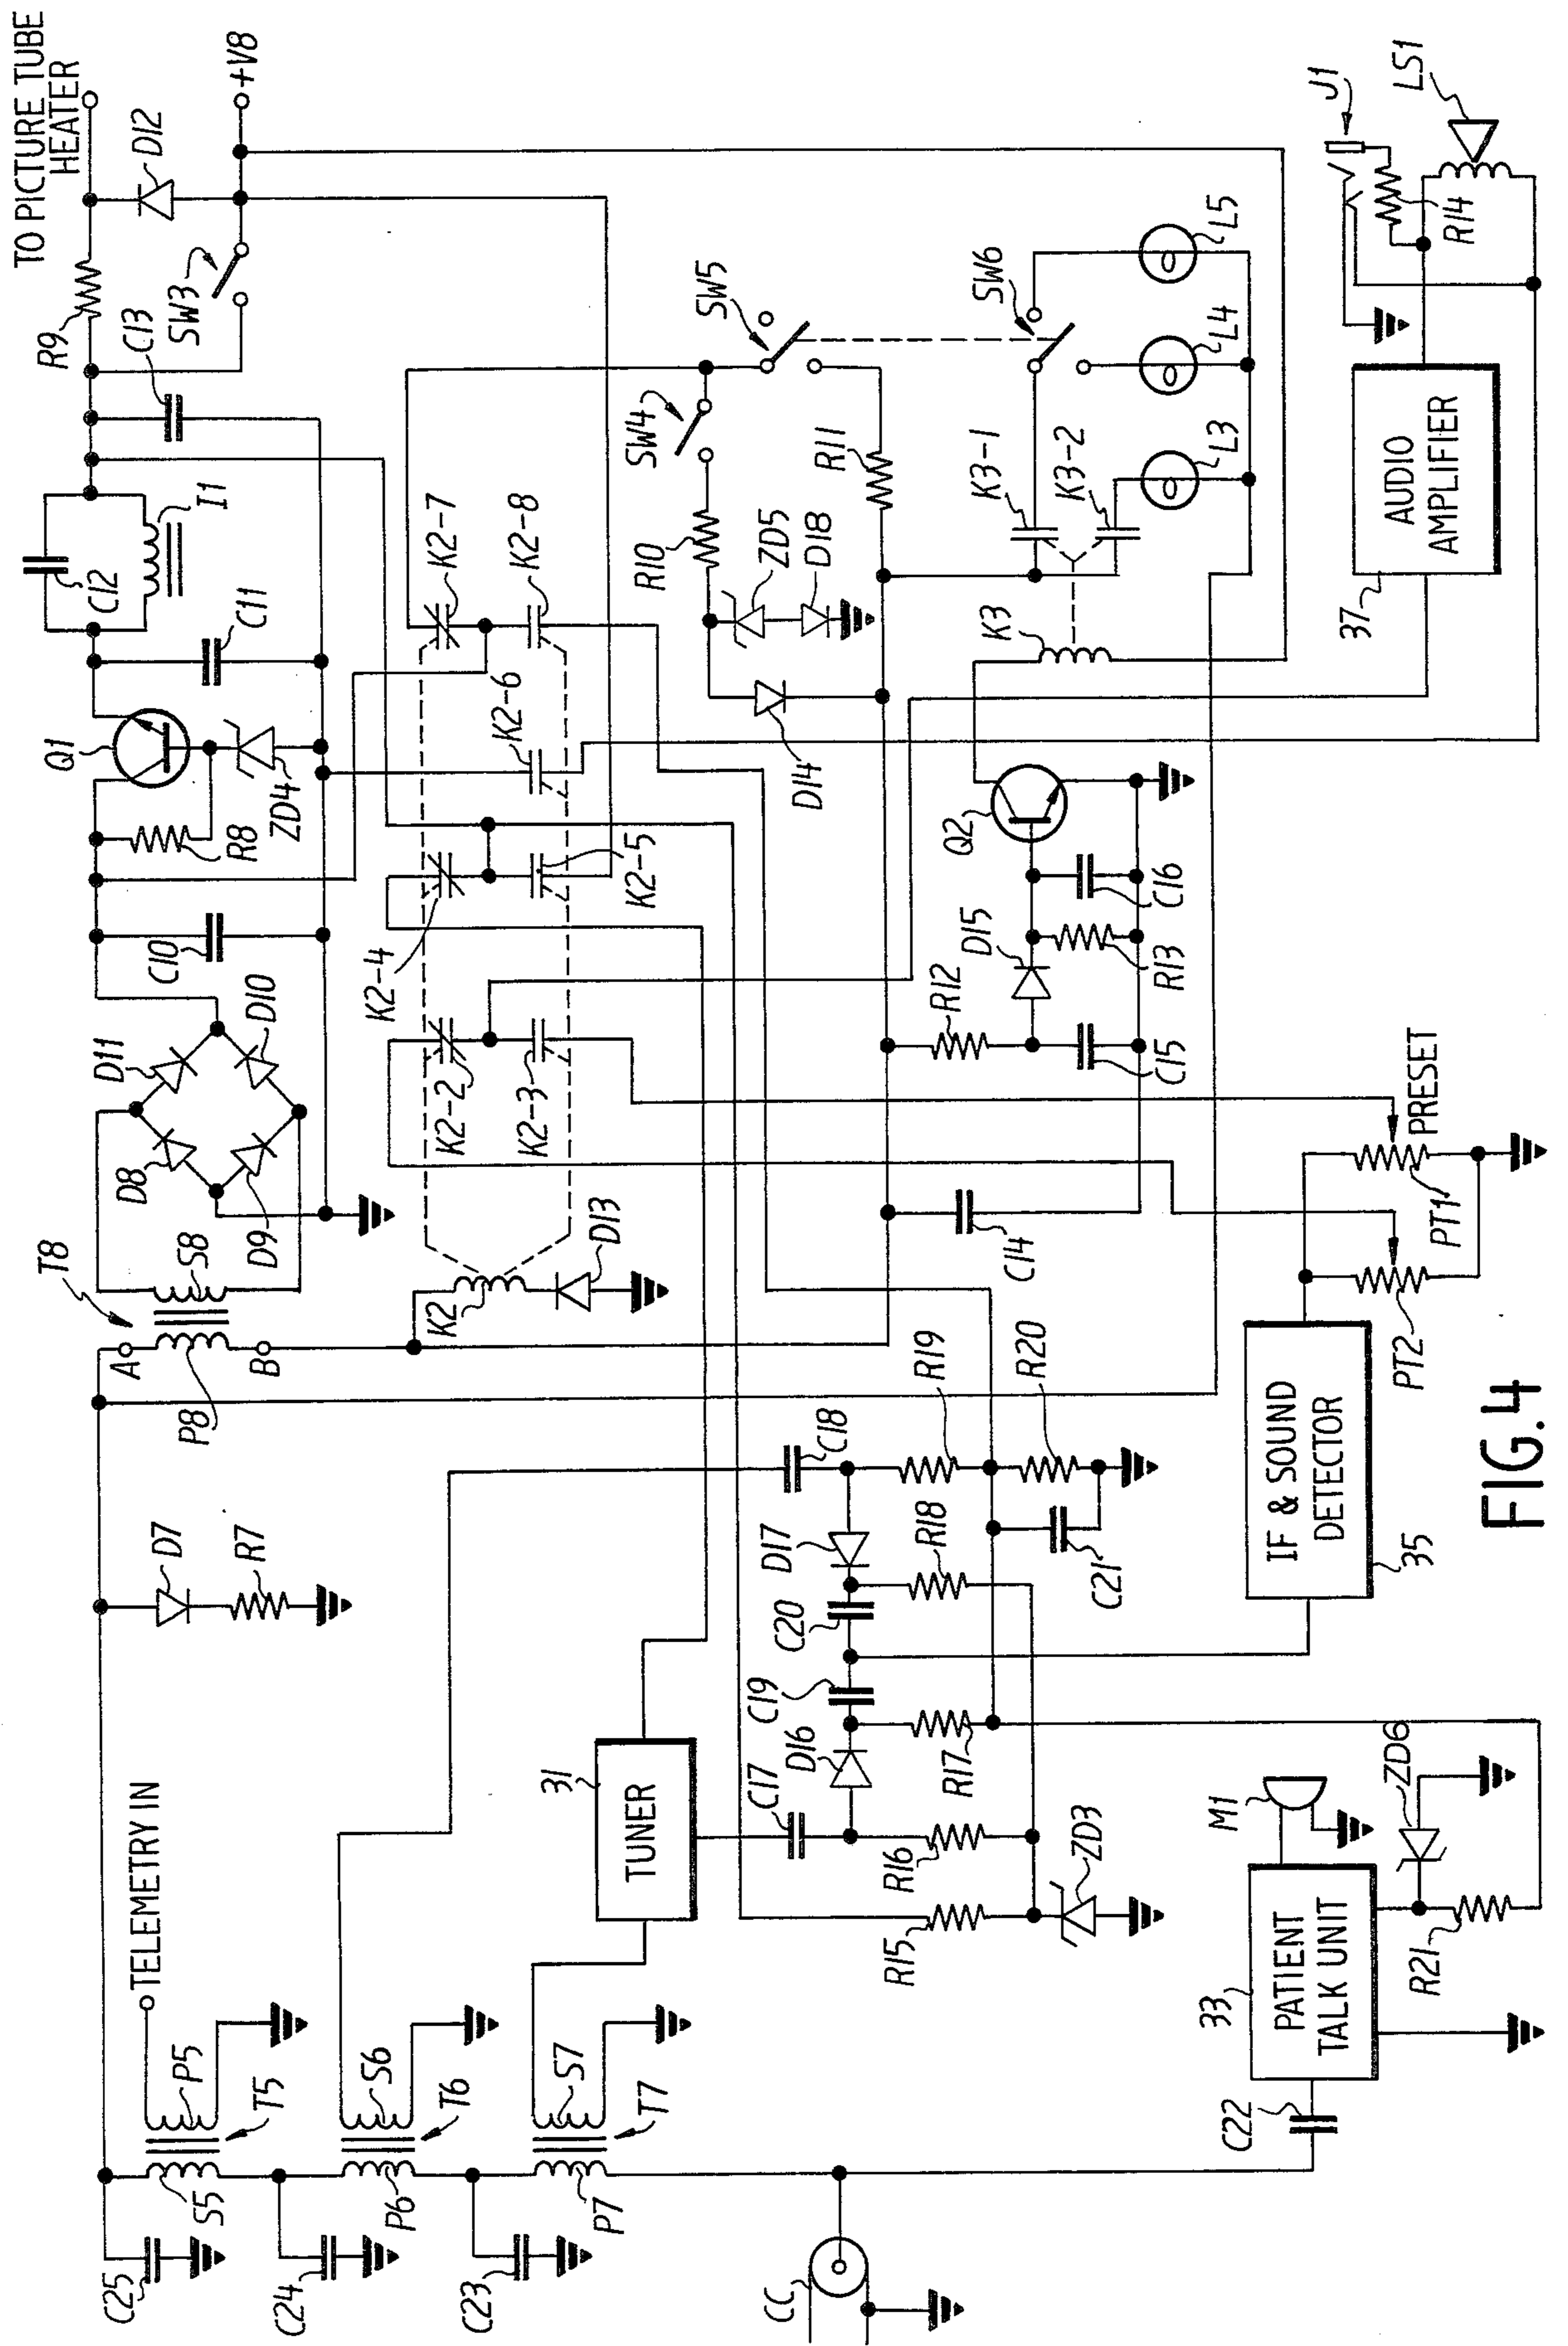 C25
S5
P5
T5
TELEMETRY IN
C24
P6
S6
T6
C23
P7
S7
T7
CC
C22
33
PATIENT
TALK UNIT
M1
R21
ZD6
31
TUNER
D7
R7
C17
D16
C19
C20
D17
C18
R15
R16
R17
R18
R19
R20
C21
ZD3
35
IF & SOUND
DETECTOR
PT2
PT1
PRESET
A
B
P8
T8
S8
D8
D9
D11
D10
C10
R8
ZD4
Q1
C11
C12
I1
C13
R9
SW3
D12
TO PICTURE TUBE
HEATER
+V8
K2
D13
K2-2
K2-3
K2-4
K2-5
K2-6
K2-7
K2-8
C14
R12
D15
C15
R13
C16
Q2
D14
R10
ZD5
D18
SW4
SW5
R11
K3
K3-1
K3-2
SW6
L3
L4
L5
37
AUDIO
AMPLIFIER
R14
J1
LS1
FIG.4